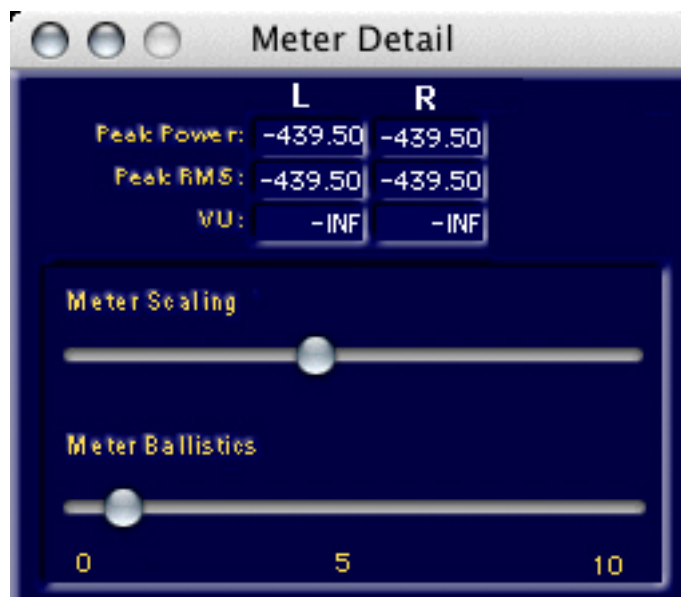 Meter Detail
L R
Peak Power: -439.50 -439.50
Peak RMS: -439.50 -439.50
VU: -INF -INF
Meter Scaling
Meter Ballistics
0 5 10